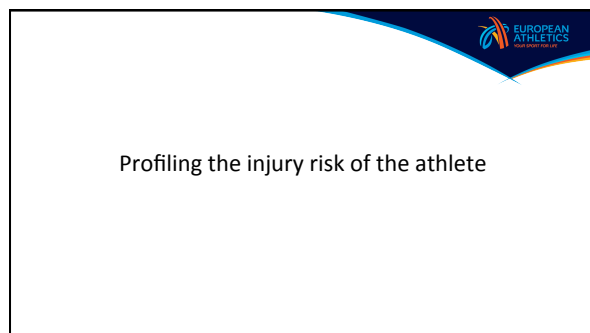 EUROPEAN
ATHLETICS
YOUR SPORT FOR LIFE
Profiling the injury risk of the athlete